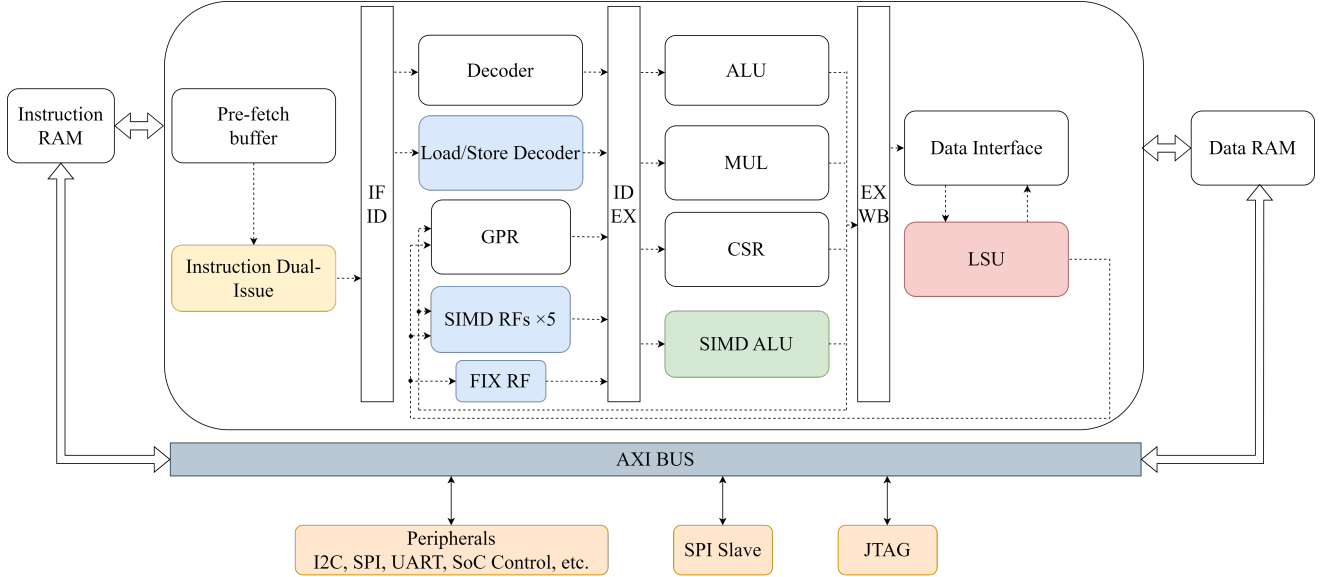 Instruction
RAM
Pre-fetch
buffer
Instruction Dual-
Issue
IF
ID
Decoder
Load/Store Decoder
GPR
SIMD RFs ×5
FIX RF
ID
EX
ALU
MUL
CSR
SIMD ALU
EX
WB
Data Interface
LSU
Data RAM
AXI BUS
Peripherals
I2C, SPI, UART, SoC Control, etc.
SPI Slave
JTAG